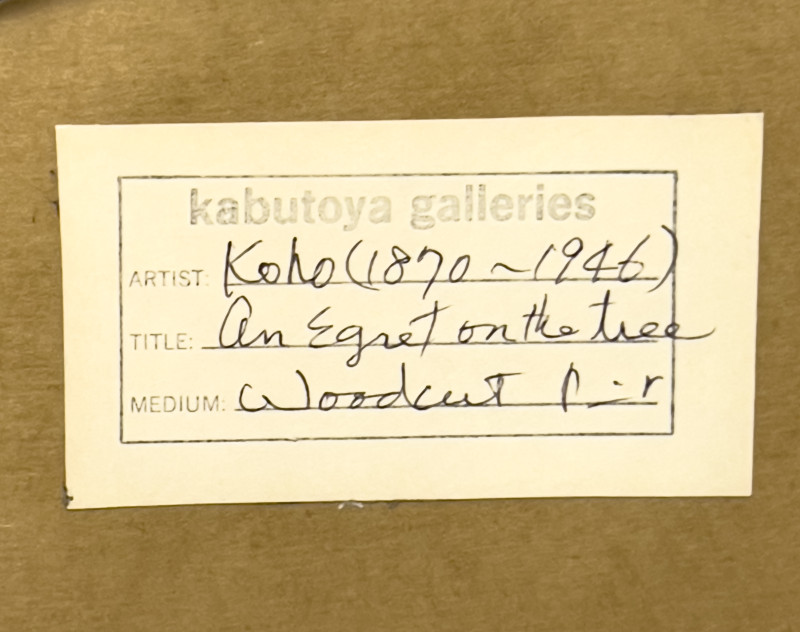 kabutoya galleries
ARTIST: Koho (1870 ~ 1946)
TITLE: An Egret on the tree
MEDIUM: Woodcut